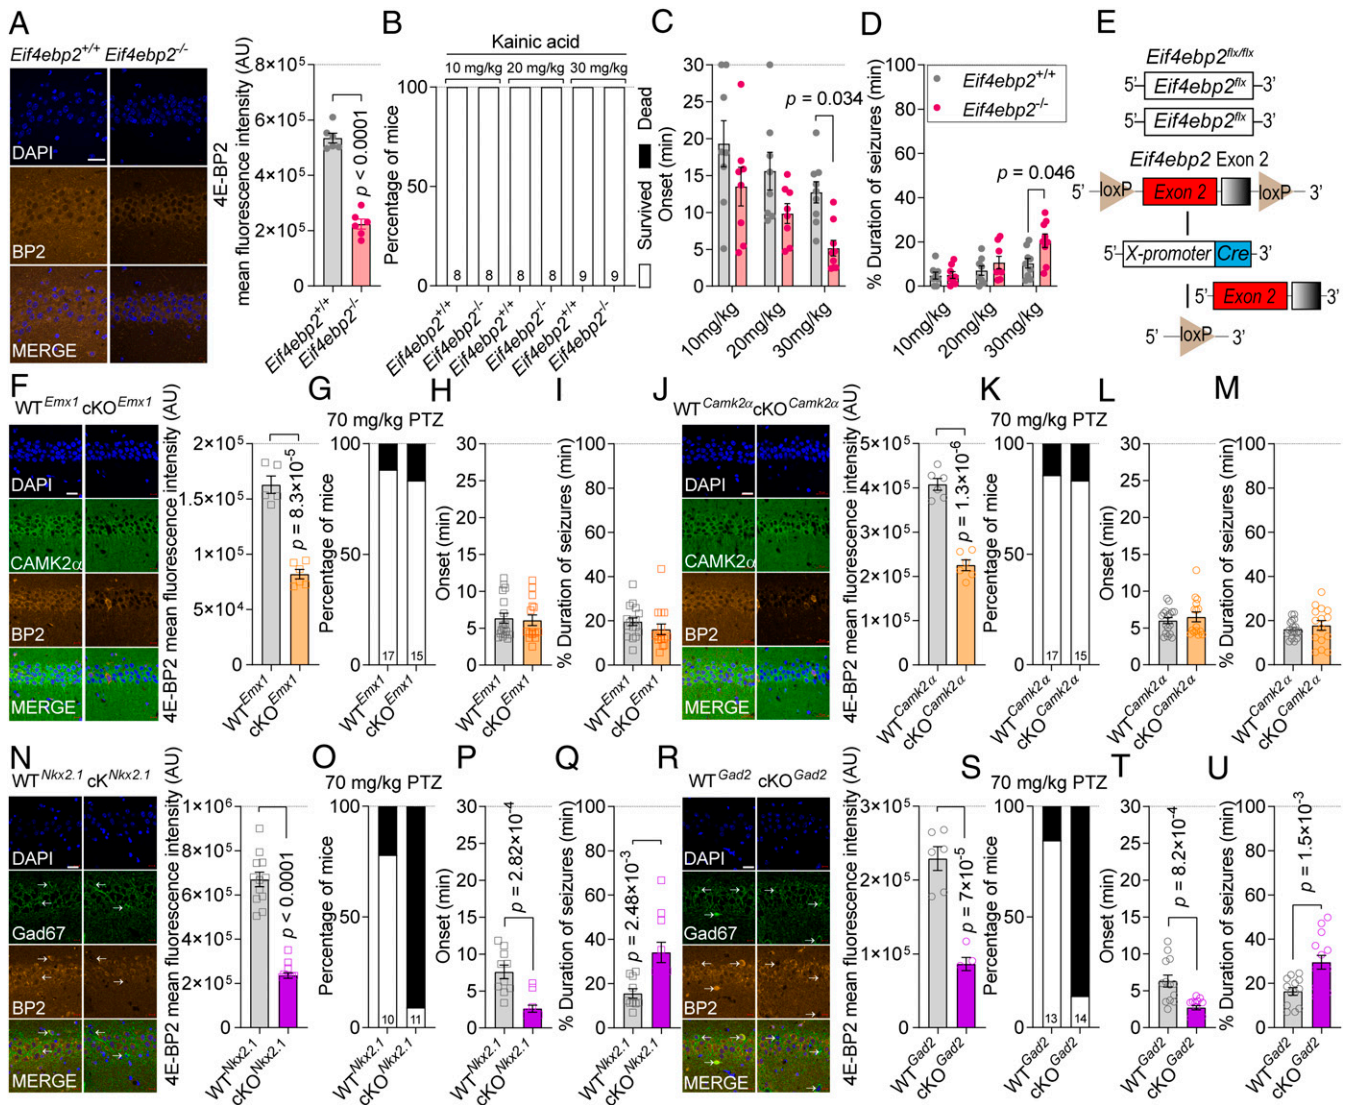 A
Eif4ebp2+/+ Eif4ebp2-/-
DAPI
BP2
MERGE
4E-BP2
mean fluorescence intensity (AU)
8×10⁵
6×10⁵
4×10⁵
2×10⁵
0
p < 0.0001
Eif4ebp2+/+
Eif4ebp2-/-
B
Kainic acid
10 mg/kg 20 mg/kg 30 mg/kg
Percentage of mice
100
50
0
8 8 8 8 9 9
Eif4ebp2+/+
Eif4ebp2-/-
Eif4ebp2+/+
Eif4ebp2-/-
Eif4ebp2+/+
Eif4ebp2-/-
Survived
Dead
C
Onset (min)
30
25
20
15
10
5
0
p = 0.034
10mg/kg
20mg/kg
30mg/kg
D
% Duration of seizures (min)
100
80
60
40
20
0
Eif4ebp2+/+
Eif4ebp2-/-
p = 0.046
10mg/kg
20mg/kg
30mg/kg
E
Eif4ebp2flx/flx
5' Eif4ebp2flx 3'
5' Eif4ebp2flx 3'
Eif4ebp2 Exon 2
5' loxP Exon 2 loxP 3'
5' X-promoter Cre 3'
5' Exon 2 3'
5' loxP 3'
F
WTEmx1 cKOEmx1
DAPI
CAMK2α
BP2
MERGE
4E-BP2 mean fluorescence intensity (AU)
2×10⁵
1.5×10⁵
1×10⁵
5×10⁴
0
p = 8.3×10-5
WTEmx1
cKOEmx1
G
70 mg/kg PTZ
Percentage of mice
100
50
0
17 15
WTEmx1
cKOEmx1
H
Onset (min)
30
25
20
15
10
5
0
WTEmx1
cKOEmx1
I
% Duration of seizures (min)
100
80
60
40
20
0
WTEmx1
cKOEmx1
J
WTCamk2α cKOCamk2α
DAPI
CAMK2α
BP2
MERGE
4E-BP2 mean fluorescence intensity (AU)
5×10⁵
4×10⁵
3×10⁵
2×10⁵
1×10⁵
0
p = 1.3×10-6
WTCamk2α
cKOCamk2α
K
70 mg/kg PTZ
Percentage of mice
100
50
0
17 15
WTCamk2α
cKOCamk2α
L
Onset (min)
30
25
20
15
10
5
0
WTCamk2α
cKOCamk2α
M
% Duration of seizures (min)
100
80
60
40
20
0
WTCamk2α
cKOCamk2α
N
WTNkx2.1 cKNkx2.1
DAPI
Gad67
BP2
MERGE
4E-BP2 mean fluorescence intensity (AU)
1×10⁶
8×10⁵
6×10⁵
4×10⁵
2×10⁵
0
p < 0.0001
WTNkx2.1
cKONkx2.1
O
70 mg/kg PTZ
Percentage of mice
100
50
0
10 11
WTNkx2.1
cKONkx2.1
P
Onset (min)
30
25
20
15
10
5
0
p = 2.82×10-4
WTNkx2.1
cKONkx2.1
Q
% Duration of seizures (min)
100
80
60
40
20
0
p = 2.48×10-3
WTNkx2.1
cKONkx2.1
R
WTGad2 cKOGad2
DAPI
Gad67
BP2
MERGE
4E-BP2 mean fluorescence intensity (AU)
3×10⁵
2×10⁵
1×10⁵
0
p = 7×10-5
WTGad2
cKOGad2
S
70 mg/kg PTZ
Percentage of mice
100
50
0
13 14
WTGad2
cKOGad2
T
Onset (min)
30
25
20
15
10
5
0
p = 8.2×10-4
WTGad2
cKOGad2
U
% Duration of seizures (min)
100
80
60
40
20
0
p = 1.5×10-3
WTGad2
cKOGad2